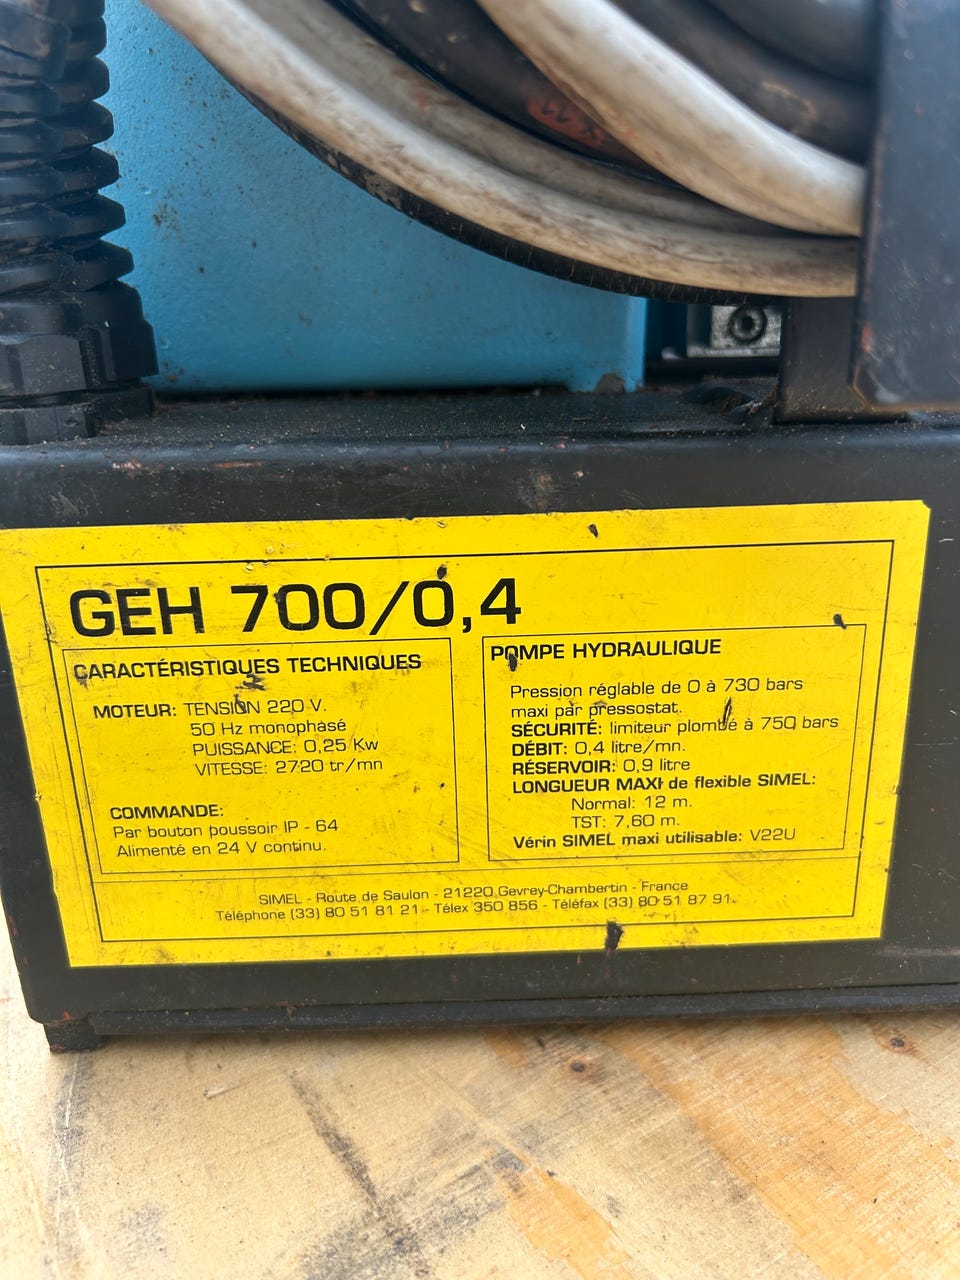 GEH 700/0,4
CARACTÉRISTIQUES TECHNIQUES
MOTEUR: TENSION 220 V.
50 Hz monophasé
PUISSANCE: 0,25 Kw
VITESSE: 2720 tr/mn
COMMANDE:
Par bouton poussoir IP - 64
Alimenté en 24 V continu.
POMPE HYDRAULIQUE
Pression réglable de 0 à 730 bars
maxi par pressostat.
SÉCURITÉ: limiteur plombé à 750 bars
DÉBIT: 0,4 litre/mn.
RÉSERVOIR: 0,9 litre
LONGUEUR MAXI de flexible SIMEL:
Normal: 12 m.
TST: 7,60 m.
Vérin SIMEL maxi utilisable: V22U
SIMEL - Route de Saulon - 21220 Gevrey-Chambertin - France
Téléphone (33) 80 51 81 21 - Télex 350 856 - Téléfax (33) 80 51 87 91